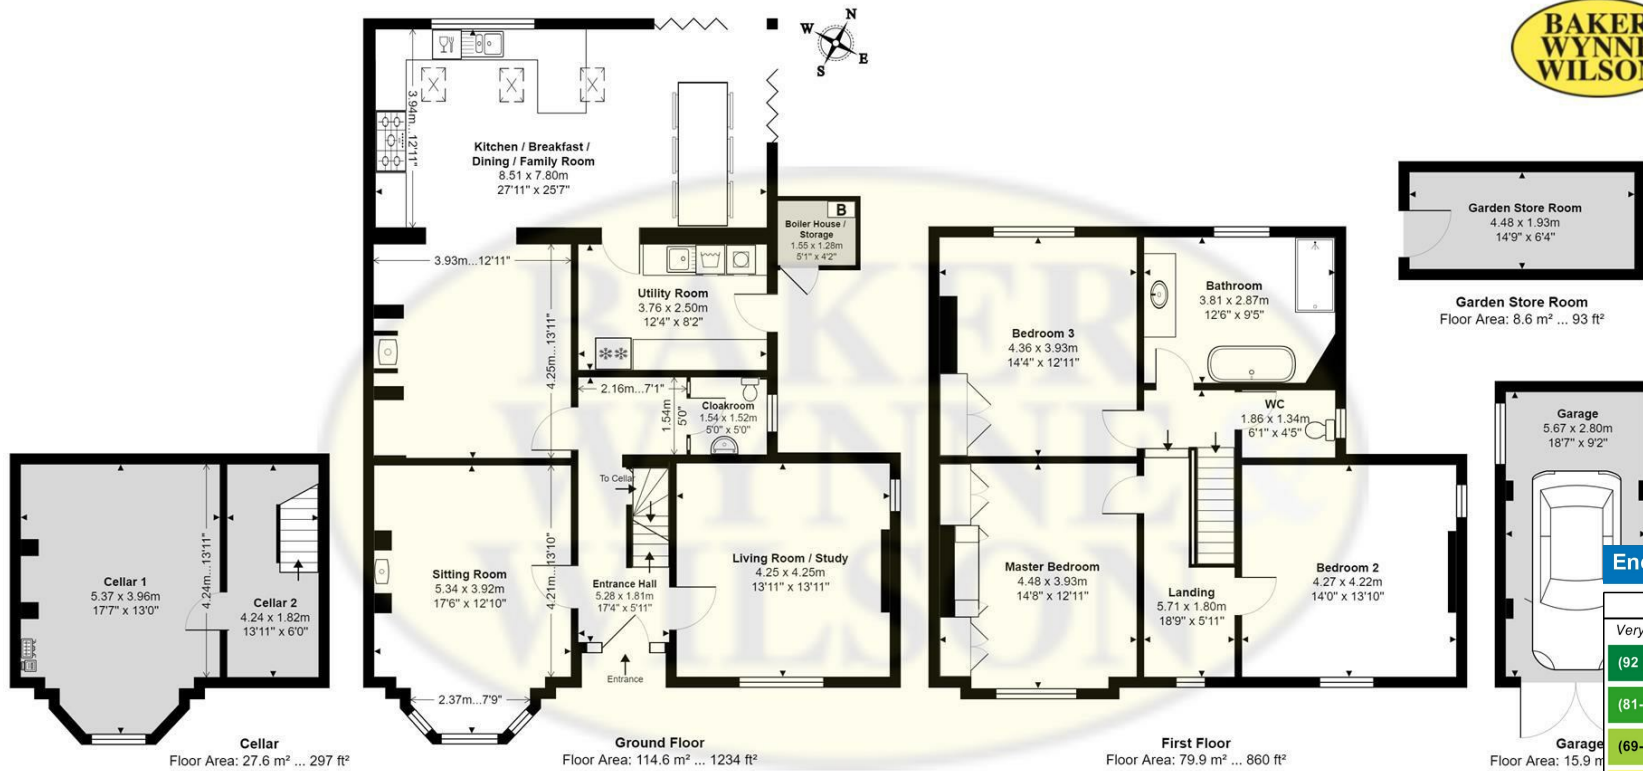 BAKER
WYNNE
WILSON
N
W
E
S
3.94m...12'11"
Kitchen / Breakfast /
Dining / Family Room
8.51 x 7.80m
27'11" x 25'7"
B
Boiler House /
Storage
1.55 x 1.28m
5'1" x 4'2"
3.93m...12'11"
4.25m...13'11"
Utility Room
3.76 x 2.50m
12'4" x 8'2"
2.16m...7'1"
1.54m
5'0"
Cloakroom
1.54 x 1.52m
5'0" x 5'0"
To Cellar
Sitting Room
5.34 x 3.92m
17'6" x 12'10"
4.21m...13'10"
Entrance Hall
5.28 x 1.81m
17'4" x 5'11"
Entrance
Living Room / Study
4.25 x 4.25m
13'11" x 13'11"
2.37m...7'9"
Ground Floor
Floor Area: 114.6 m² ... 1234 ft²
Cellar 1
5.37 x 3.96m
17'7" x 13'0"
4.24m...13'11"
Cellar 2
4.24 x 1.82m
13'11" x 6'0"
Cellar
Floor Area: 27.6 m² ... 297 ft²
Bedroom 3
4.36 x 3.93m
14'4" x 12'11"
Bathroom
3.81 x 2.87m
12'6" x 9'5"
WC
1.86 x 1.34m
6'1" x 4'5"
Master Bedroom
4.48 x 3.93m
14'8" x 12'11"
Landing
5.71 x 1.80m
18'9" x 5'11"
Bedroom 2
4.27 x 4.22m
14'0" x 13'10"
First Floor
Floor Area: 79.9 m² ... 860 ft²
Garden Store Room
4.48 x 1.93m
14'9" x 6'4"
Garden Store Room
Floor Area: 8.6 m² ... 93 ft²
Garage
5.67 x 2.80m
18'7" x 9'2"
Garage
Floor Area: 15.9 m
Ene
Very
(92
(81-
(69-
BAKER
WYNNE &
WILSON